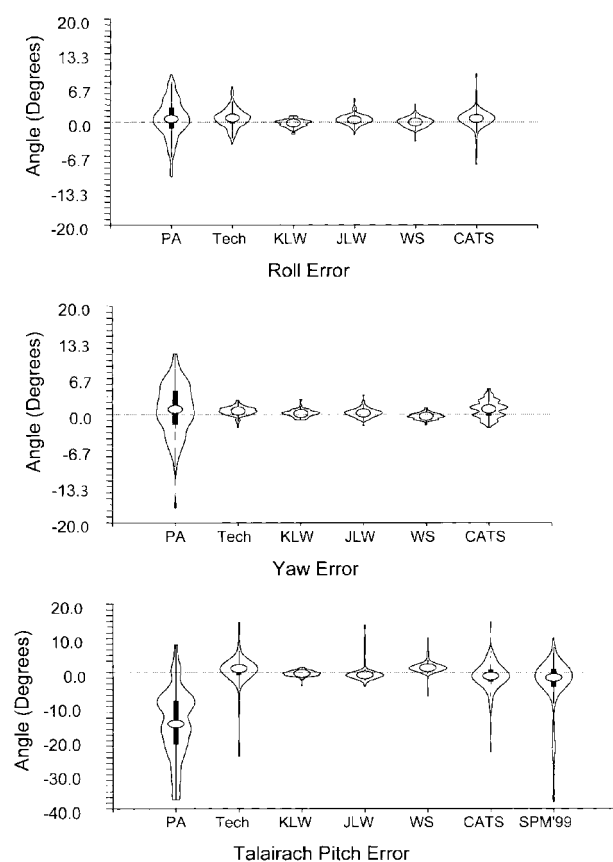 20.0
13.3
6.7
0.0
-6.7
-13.3
-20.0
Angle (Degrees)
PA Tech KLW JLW WS CATS
Roll Error
20.0
13.3
6.7
0.0
-6.7
-13.3
-20.0
Angle (Degrees)
PA Tech KLW JLW WS CATS
Yaw Error
20.0
10.0
0.0
-10.0
-20.0
-30.0
-40.0
Angle (Degrees)
PA Tech KLW JLW WS CATS SPM'99
Talairach Pitch Error